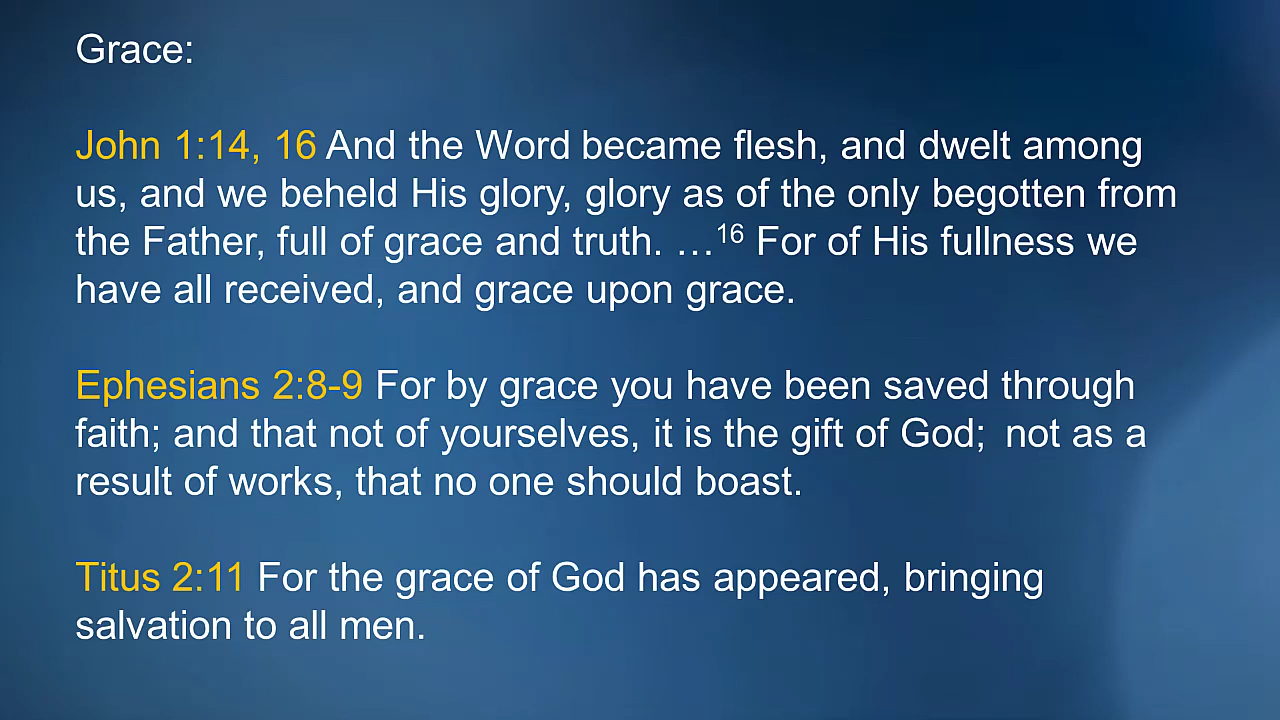 Grace:
John 1:14, 16 And the Word became flesh, and dwelt among
us, and we beheld His glory, glory as of the only begotten from
the Father, full of grace and truth. …16 For of His fullness we
have all received, and grace upon grace.
Ephesians 2:8-9 For by grace you have been saved through
faith; and that not of yourselves, it is the gift of God;  not as a
result of works, that no one should boast.
Titus 2:11 For the grace of God has appeared, bringing
salvation to all men.